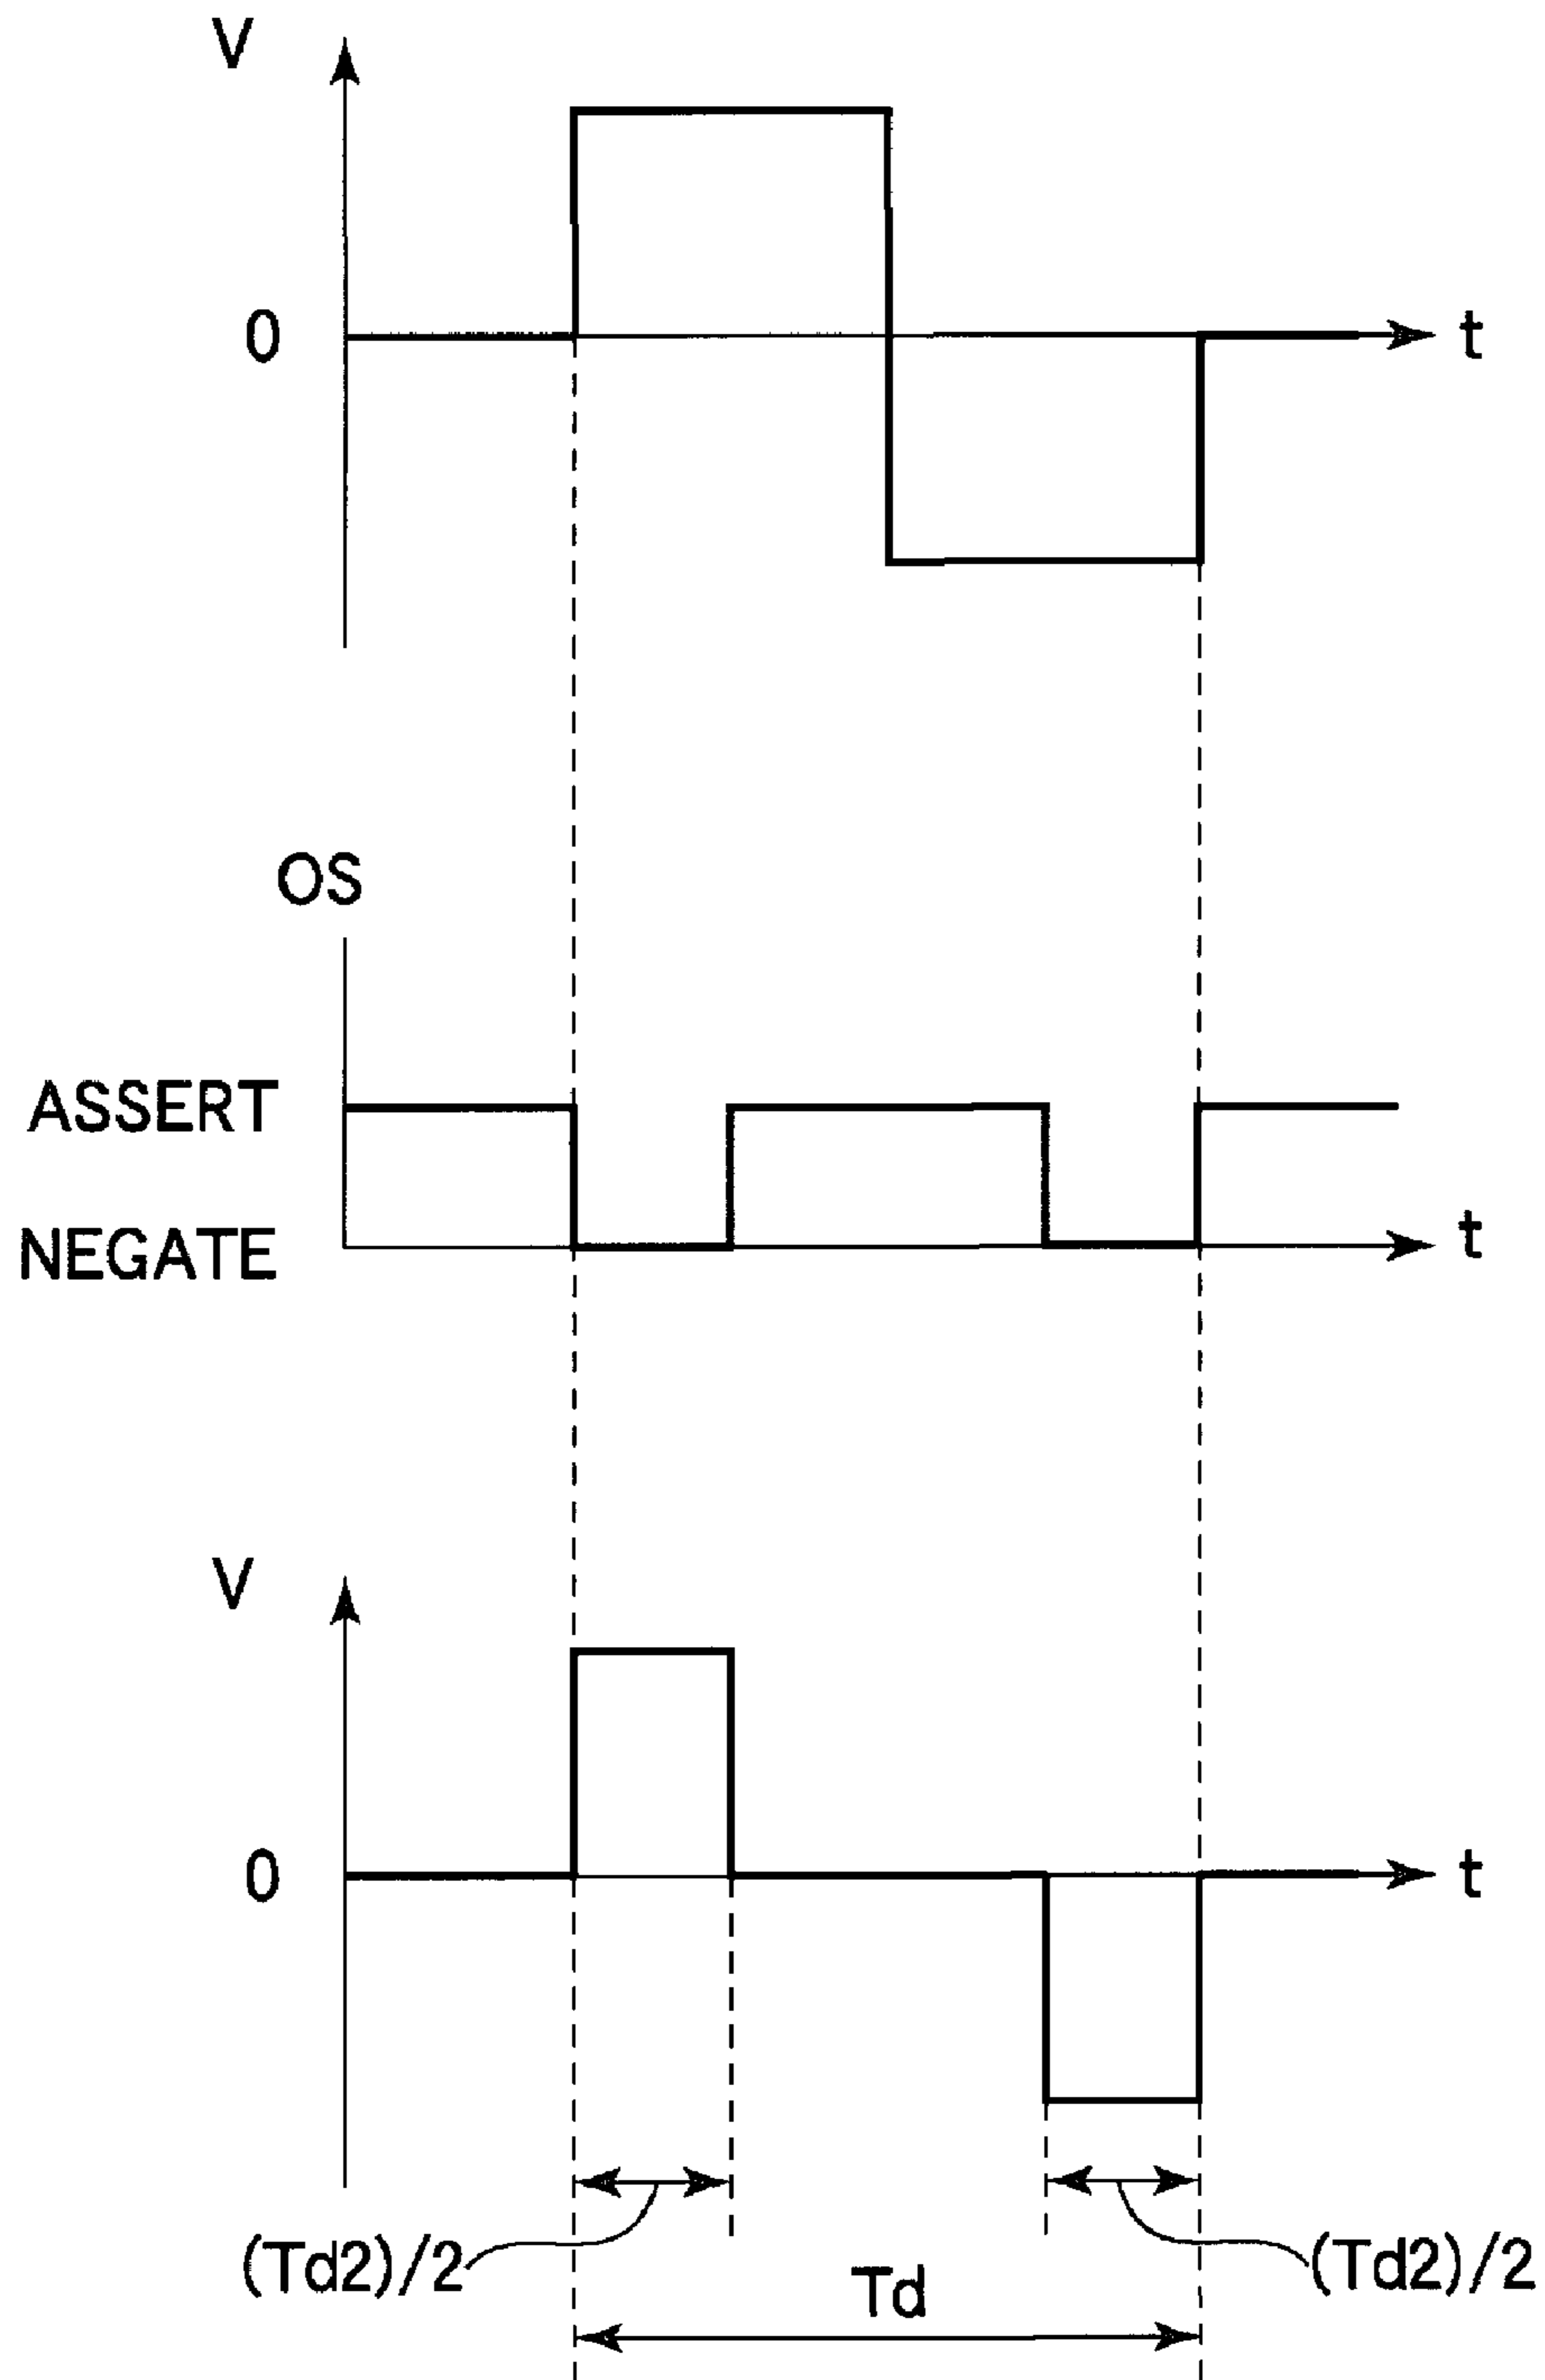 V
0
t
OS
ASSERT
NEGATE
t
V
0
t
(Td2)/2
Td
(Td2)/2